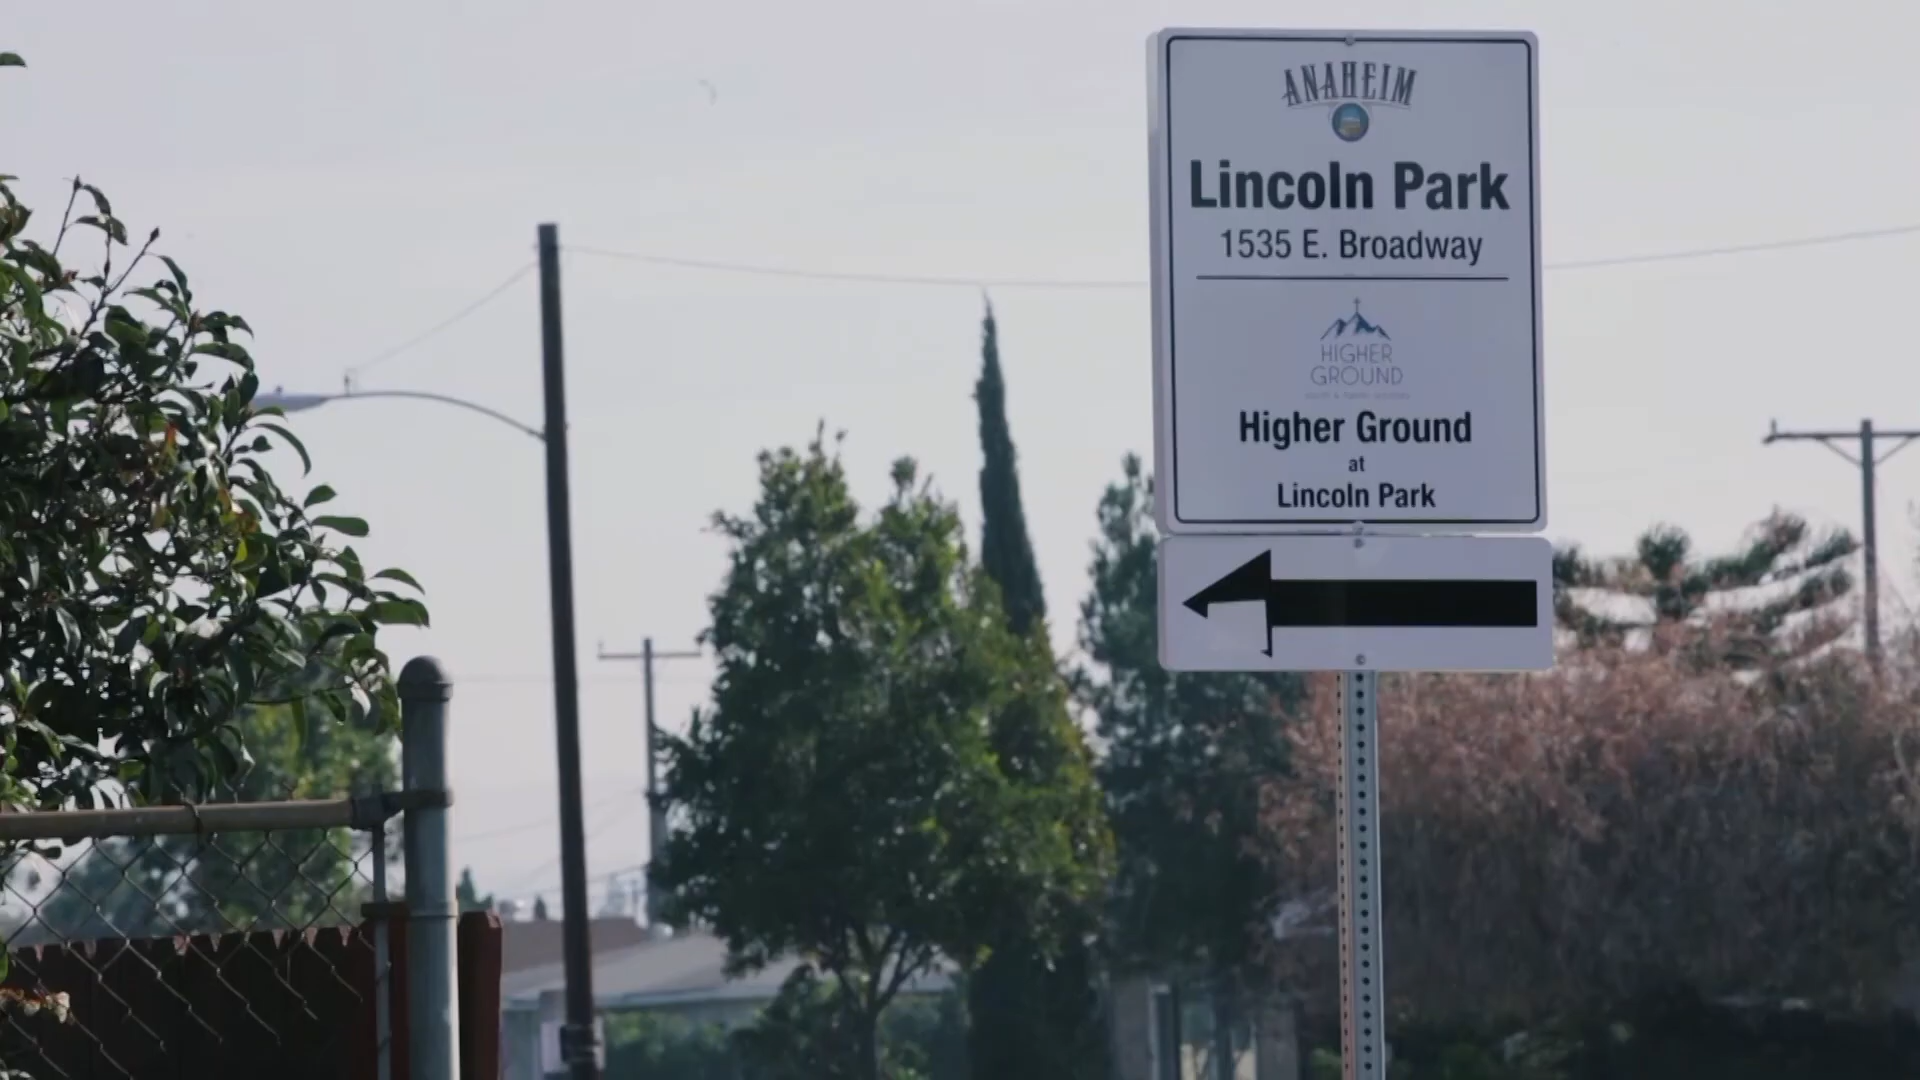 ANAHEIM
Lincoln Park
1535 E. Broadway
HIGHER
GROUND
Higher Ground
at
Lincoln Park